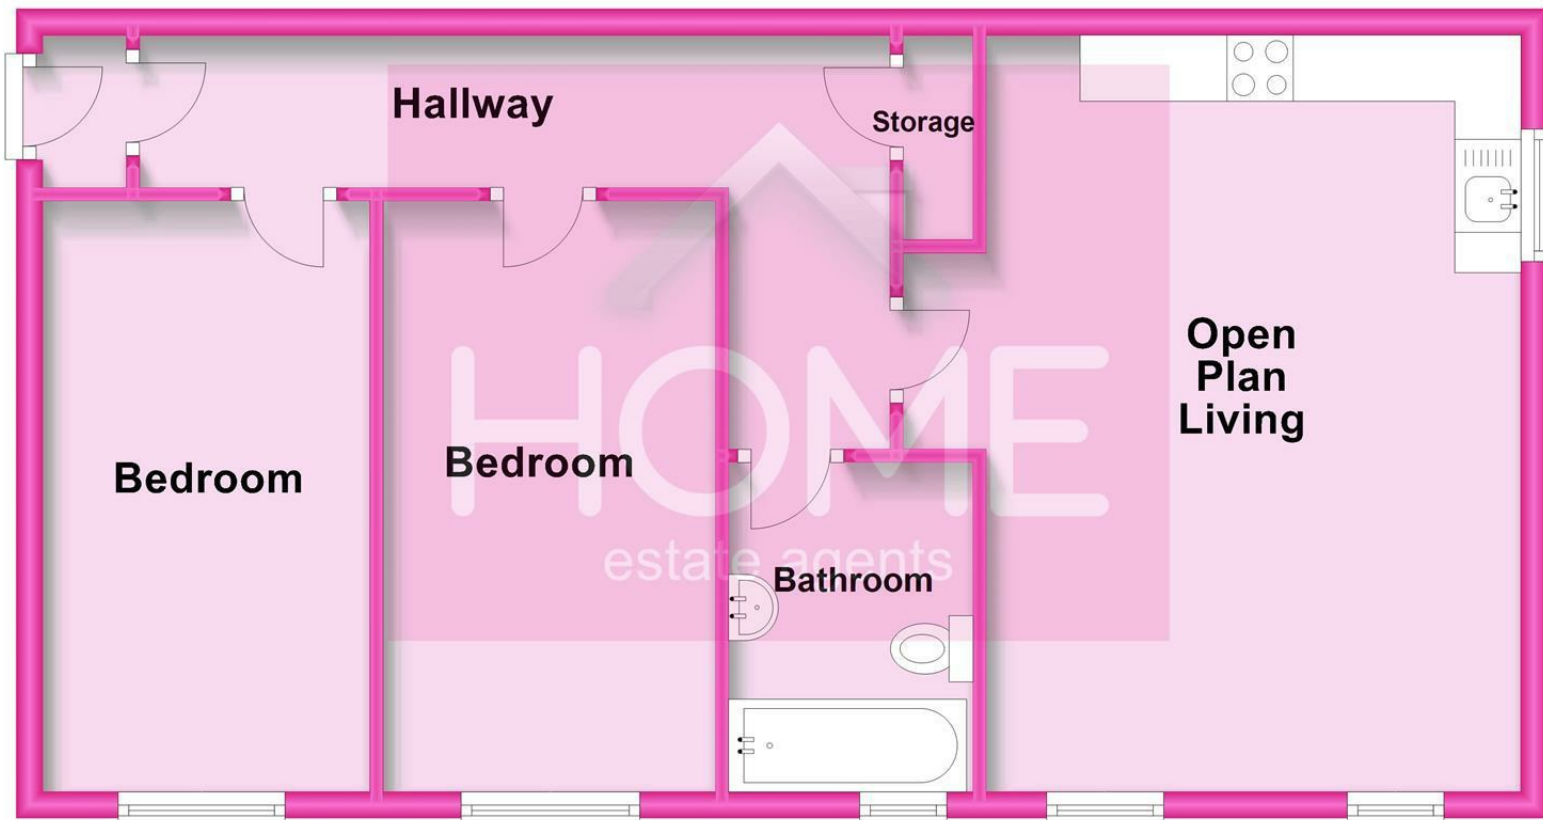 Hallway
Storage
Open
Plan
Living
HOME
estate agents
Bedroom
Bedroom
Bathroom